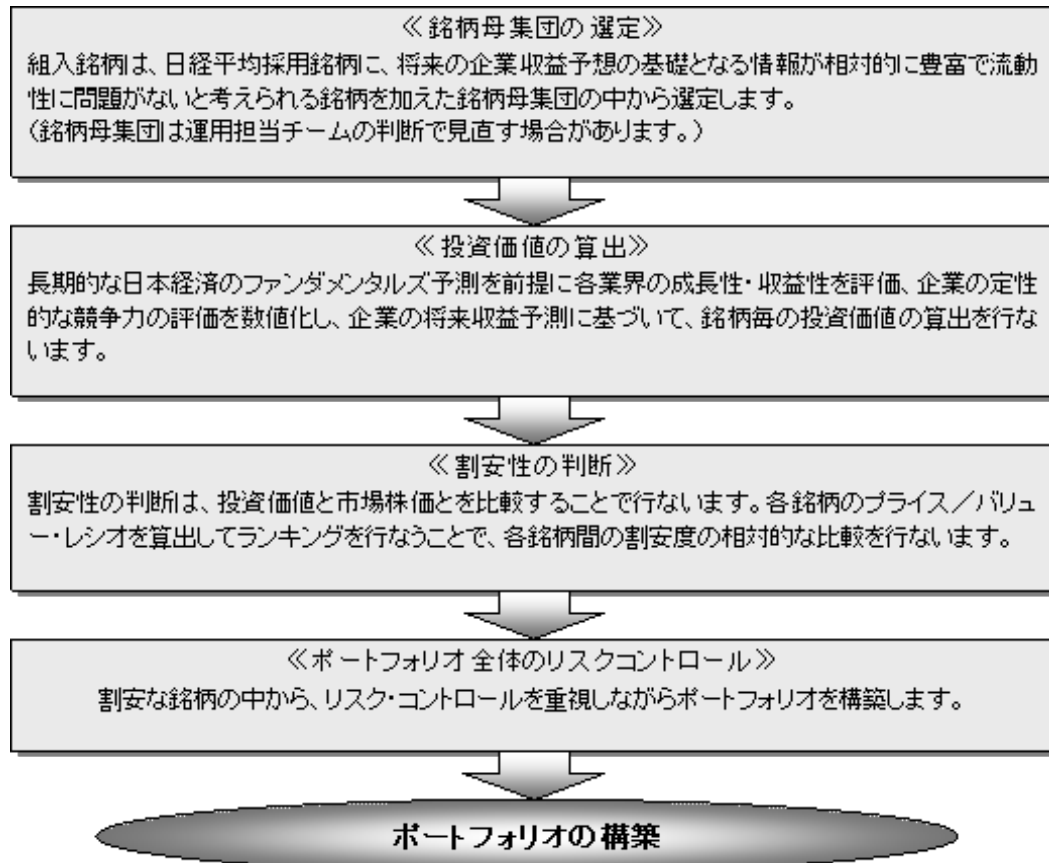 ≪銘柄母集団の選定≫
組入銘柄は、日経平均採用銘柄に、将来の企業収益予想の基礎となる情報が相対的に豊富で流動
性に問題がないと考えられる銘柄を加えた銘柄母集団の中から選定します。
（銘柄母集団は運用担当チームの判断で見直す場合があります。）
≪投資価値の算出≫
長期的な日本経済のファンダメンタルズ予測を前提に各業界の成長性・収益性を評価、企業の定性
的な競争力の評価を数値化し、企業の将来収益予測に基づいて、銘柄毎の投資価値の算出を行な
います。
≪割安性の判断≫
割安性の判断は、投資価値と市場株価とを比較することで行ないます。各銘柄のプライス／バリュ
ー・レシオを算出してランキングを行なうことで、各銘柄間の割安度の相対的な比較を行ないます。
≪ポートフォリオ全体のリスクコントロール≫
割安な銘柄の中から、リスク・コントロールを重視しながらポートフォリオを構築します。
ポートフォリオの構築